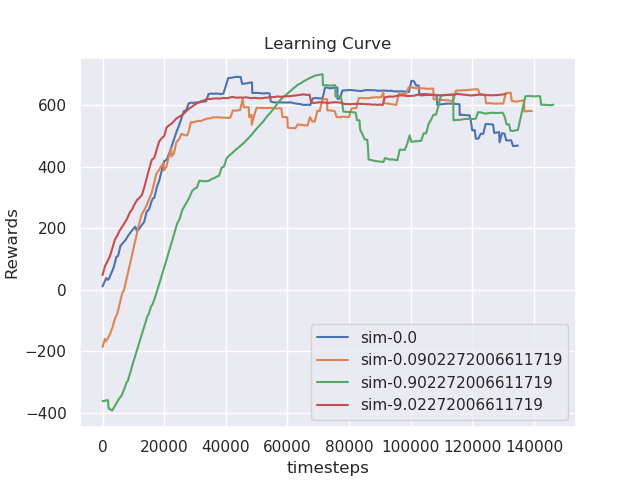 Learning Curve
Rewards
600
400
200
0
−200
−400
sim-0.0
sim-0.0902272006611719
sim-0.902272006611719
sim-9.02272006611719
0 20000 40000 60000 80000 100000 120000 140000
timesteps